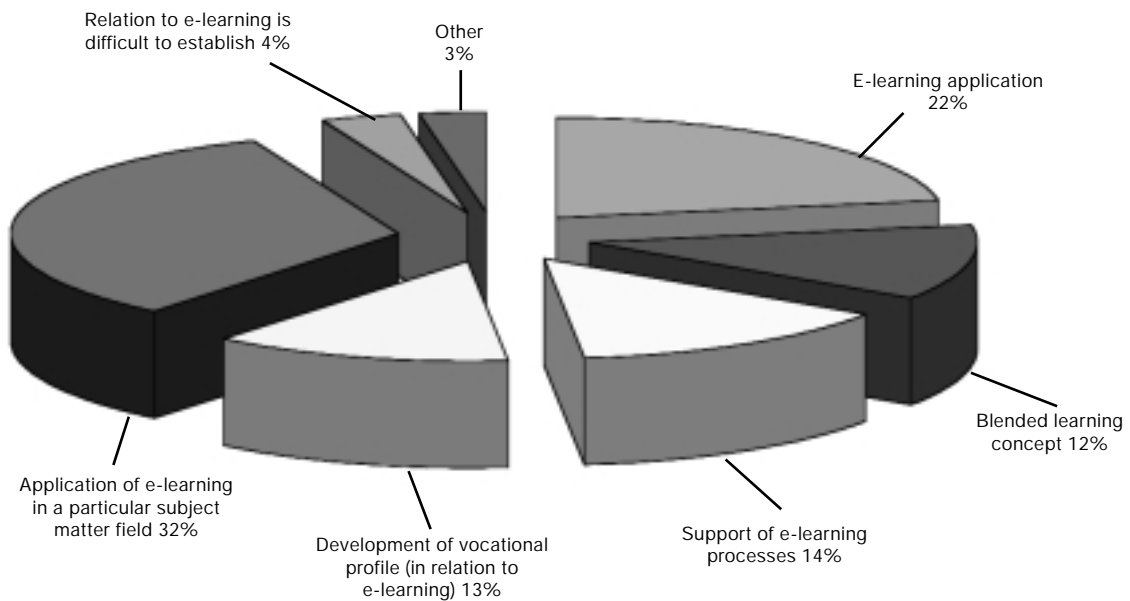 Relation to e-learning is
difficult to establish 4%
Other
3%
E-learning application
22%
Blended learning
concept 12%
Support of e-learning
processes 14%
Development of vocational
profile (in relation to
e-learning) 13%
Application of e-learning
in a particular subject
matter field 32%